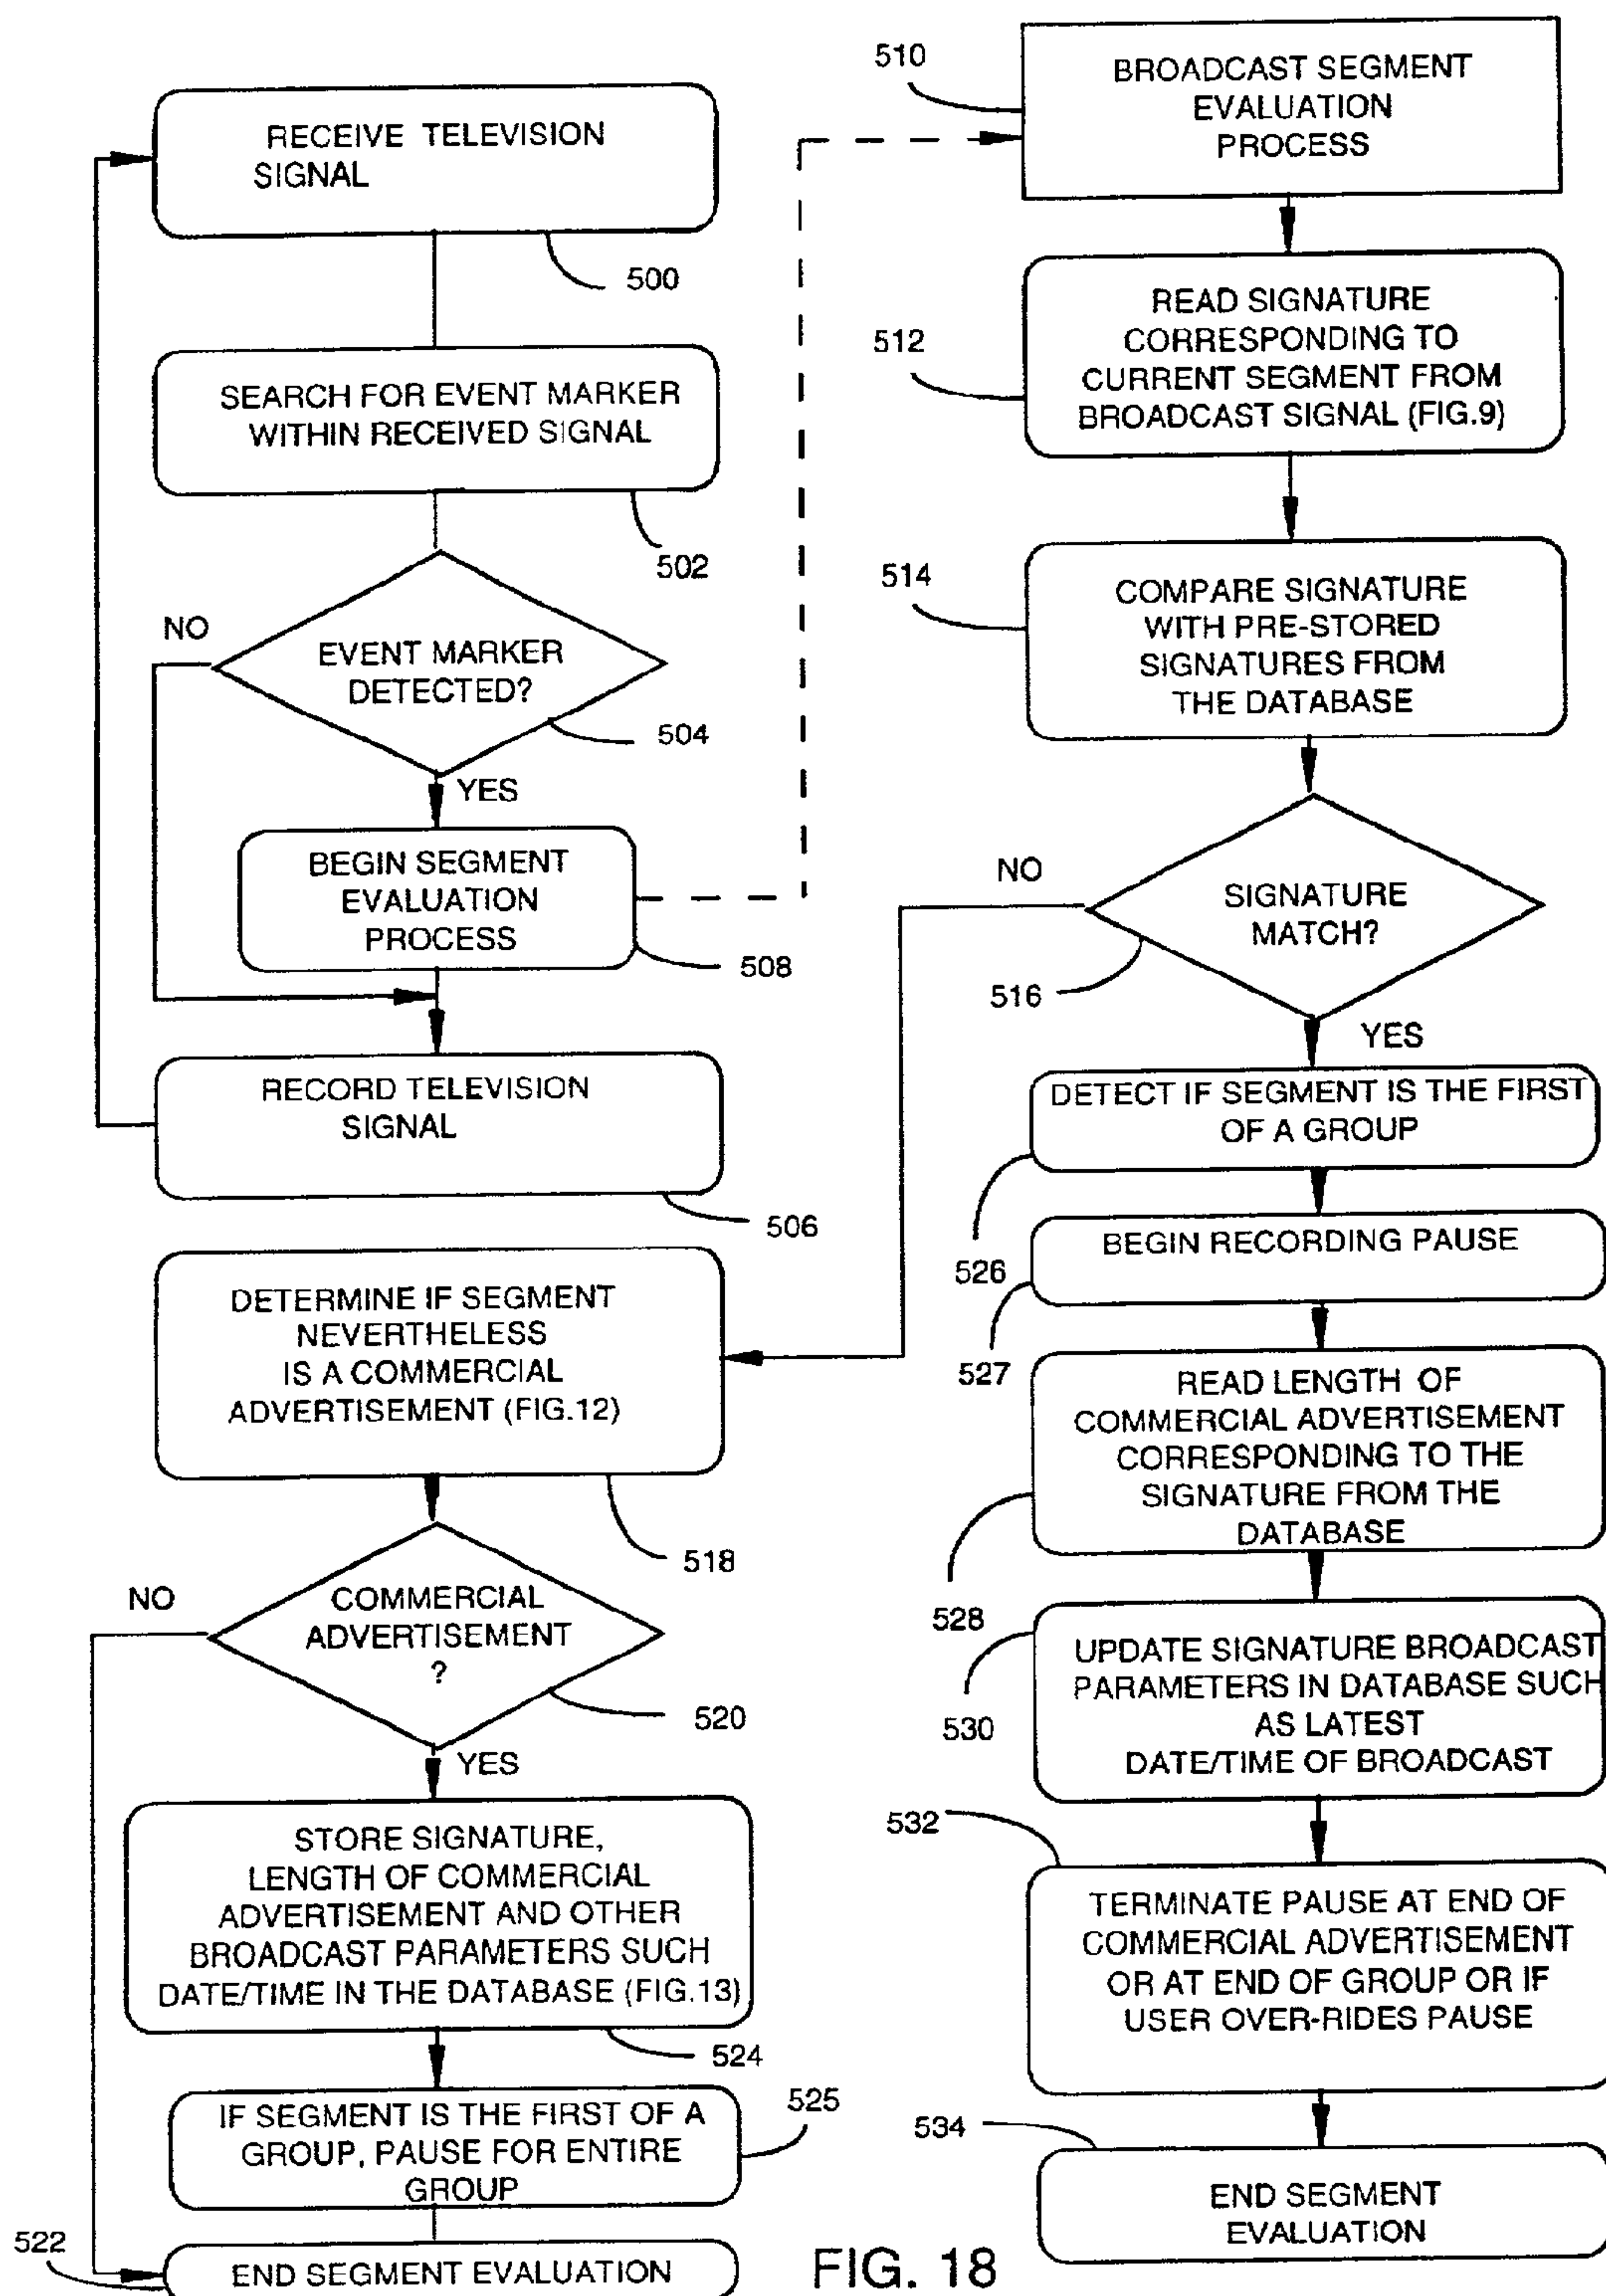 RECEIVE TELEVISION
SIGNAL
500
SEARCH FOR EVENT MARKER
WITHIN RECEIVED SIGNAL
502
NO
EVENT MARKER
DETECTED?
504
YES
BEGIN SEGMENT
EVALUATION
PROCESS
508
RECORD TELEVISION
SIGNAL
506
DETERMINE IF SEGMENT
NEVERTHELESS
IS A COMMERCIAL
ADVERTISEMENT (FIG.12)
518
NO
COMMERCIAL
ADVERTISEMENT
?
520
YES
STORE SIGNATURE,
LENGTH OF COMMERCIAL
ADVERTISEMENT AND OTHER
BROADCAST PARAMETERS SUCH
DATE/TIME IN THE DATABASE (FIG.13)
524
IF SEGMENT IS THE FIRST OF A
GROUP, PAUSE FOR ENTIRE
GROUP
525
522
END SEGMENT EVALUATION
510
BROADCAST SEGMENT
EVALUATION
PROCESS
512
READ SIGNATURE
CORRESPONDING TO
CURRENT SEGMENT FROM
BROADCAST SIGNAL (FIG.9)
514
COMPARE SIGNATURE
WITH PRE-STORED
SIGNATURES FROM
THE DATABASE
NO
SIGNATURE
MATCH?
516
YES
DETECT IF SEGMENT IS THE FIRST
OF A GROUP
526
BEGIN RECORDING PAUSE
527
READ LENGTH OF
COMMERCIAL ADVERTISEMENT
CORRESPONDING TO THE
SIGNATURE FROM THE
DATABASE
528
UPDATE SIGNATURE BROADCAST
PARAMETERS IN DATABASE SUCH
AS LATEST
DATE/TIME OF BROADCAST
530
532
TERMINATE PAUSE AT END OF
COMMERCIAL ADVERTISEMENT
OR AT END OF GROUP OR IF
USER OVER-RIDES PAUSE
534
END SEGMENT
EVALUATION
FIG. 18